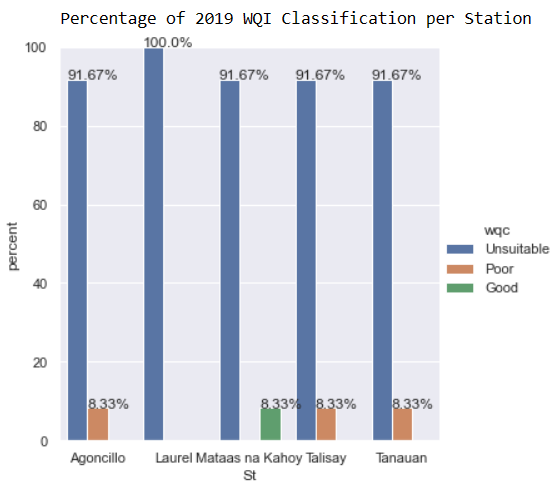 Percentage of 2019 WQI Classification per Station
100
80
60
40
20
0
percent
91.67%
8.33%
100.0%
91.67%
8.33%
91.67%
8.33%
91.67%
8.33%
Agoncillo Laurel Mataas na Kahoy Talisay Tanauan
St
wqc
Unsuitable
Poor
Good